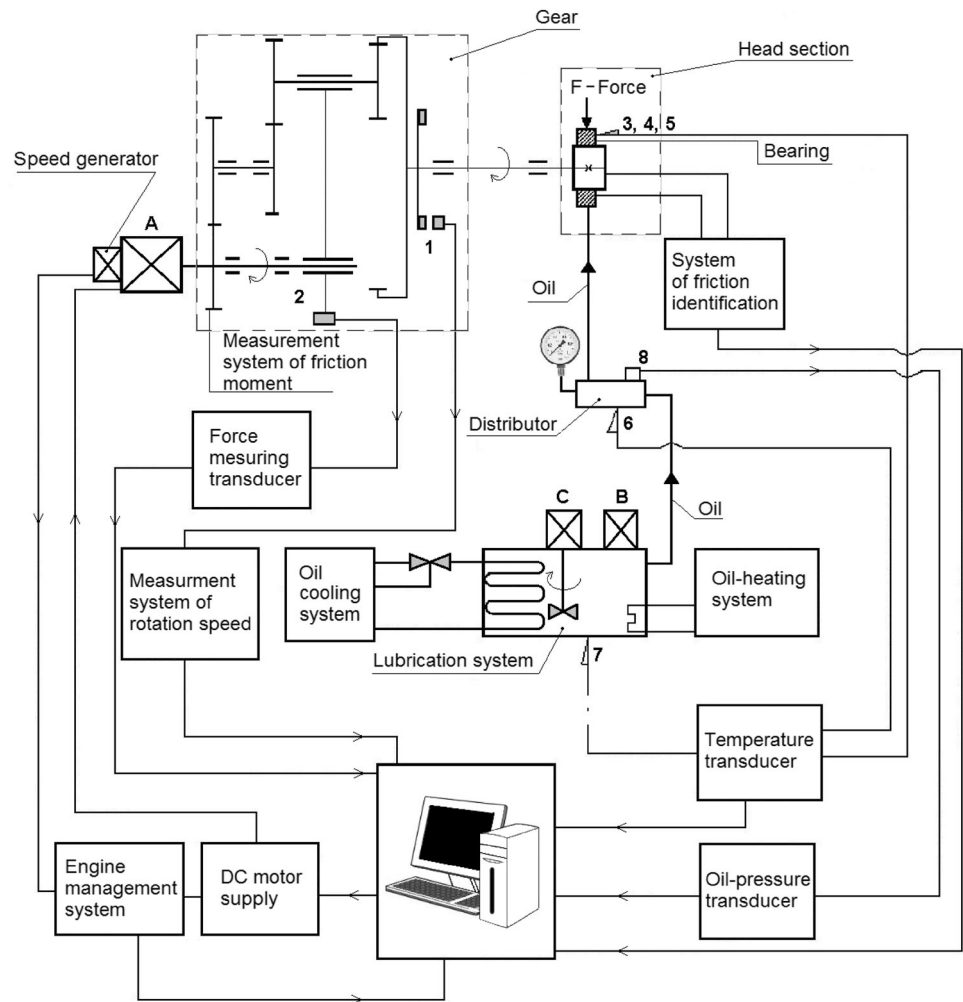 Gear
Head section
F - Force
3, 4, 5
Bearing
Speed generator
A
1
2
System
of friction
identification
Oil
Measurement
system of friction
moment
8
Distributor
6
Force
mesuring
transducer
C
B
Oil
Measurment
system of
rotation speed
Oil
cooling
system
Oil-heating
system
Lubrication system
7
Temperature
transducer
Engine
management
system
DC motor
supply
Oil-pressure
transducer